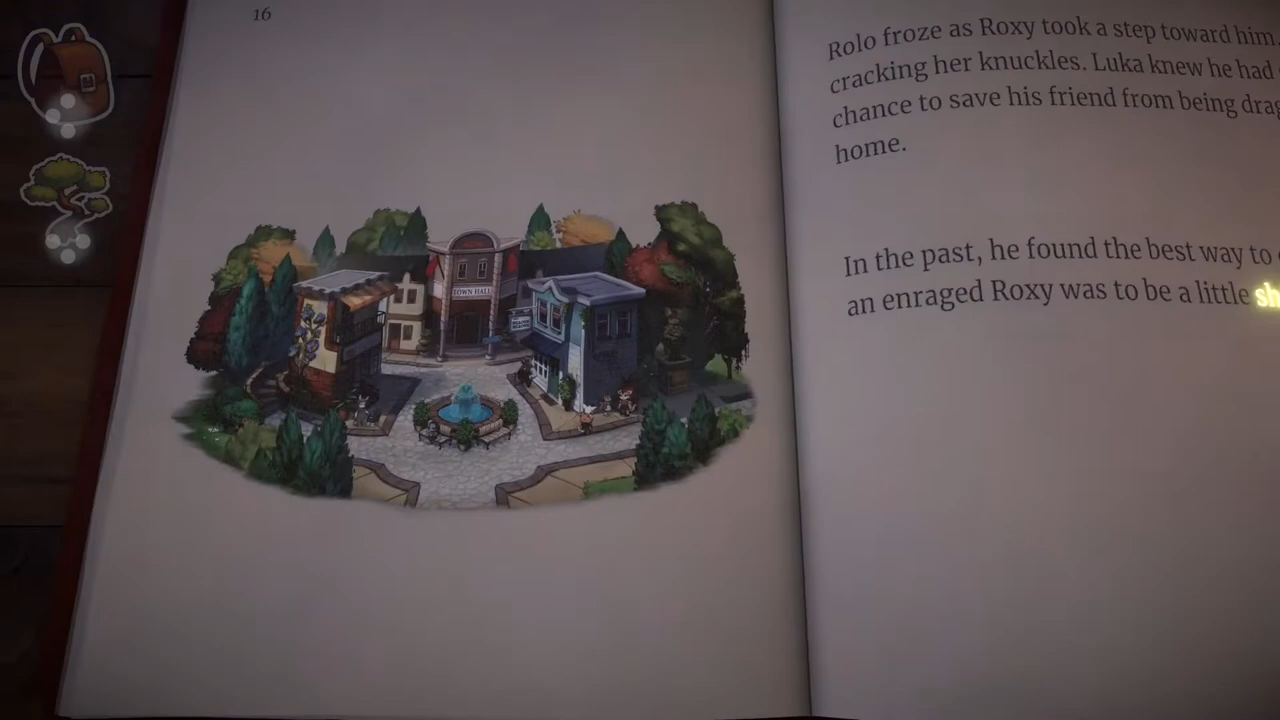 16
TOWN HALL
Rolo froze as Roxy took a step toward him,
cracking her knuckles. Luka knew he had
chance to save his friend from being drag
home.
In the past, he found the best way to
an enraged Roxy was to be a little sh